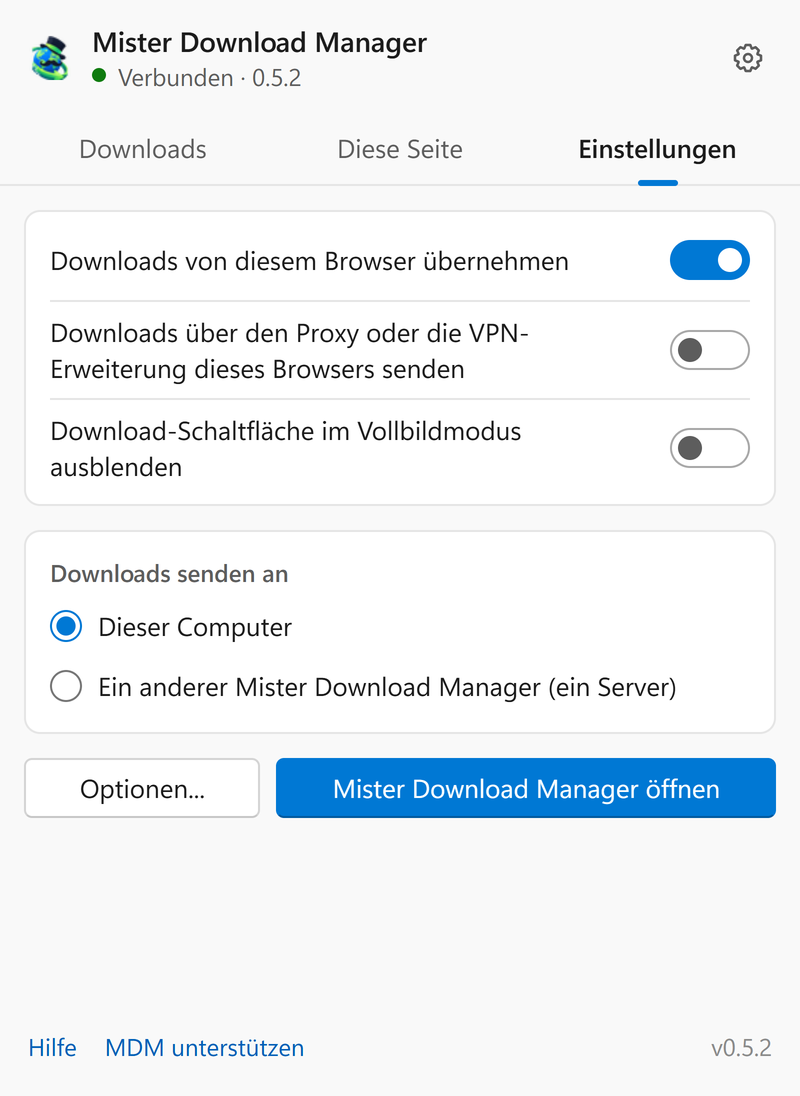 Mister Download Manager
Verbunden · 0.5.2
Downloads
Diese Seite
Einstellungen
Downloads von diesem Browser übernehmen
Downloads über den Proxy oder die VPN-
Erweiterung dieses Browsers senden
Download-Schaltfläche im Vollbildmodus
ausblenden
Downloads senden an
Dieser Computer
Ein anderer Mister Download Manager (ein Server)
Optionen...
Mister Download Manager öffnen
Hilfe
MDM unterstützen
v0.5.2